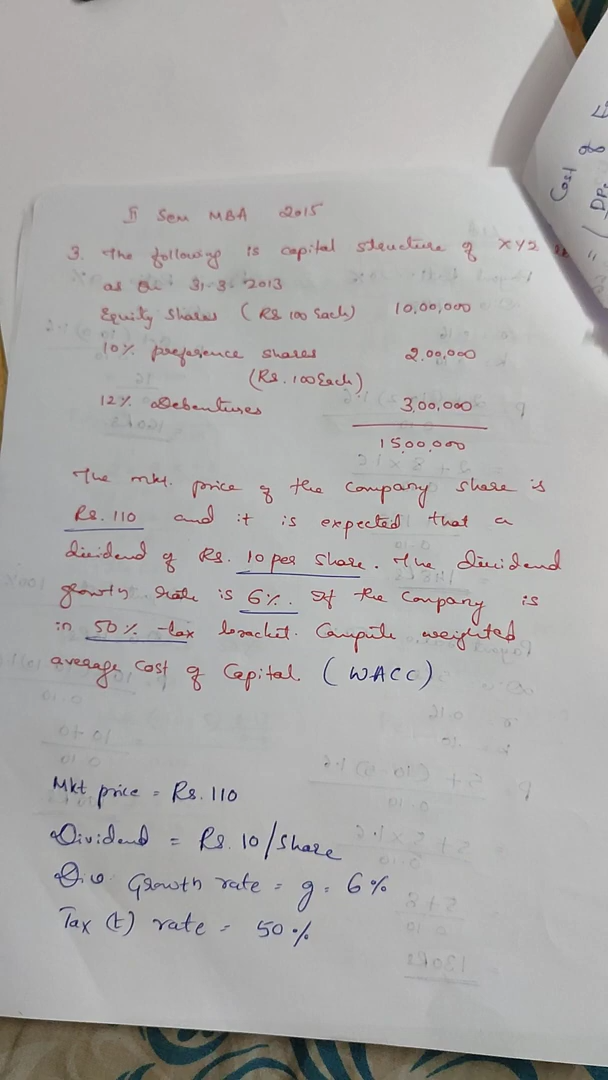 II Sem MBA 2015
3. The following is capital structure of XYZ
as on 31-3-2013
Equity shares (Rs 100 Each) 10,00,000
10% preference shares 2,00,000
(Rs. 100 Each)
12% Debentures 3,00,000
1500,000
The mkt. price of the company share is
Rs. 110 and it is expected that a
dividend of Rs. 10 per share. The dividend
growth rate is 6%. If the company is
in 50% tax bracket. Compute weighted
average cost of capital. (WACC)
Mkt price = Rs. 110
Dividend = Rs. 10/share
Div. Growth rate = g = 6%
Tax (t) rate = 50%
Cost of